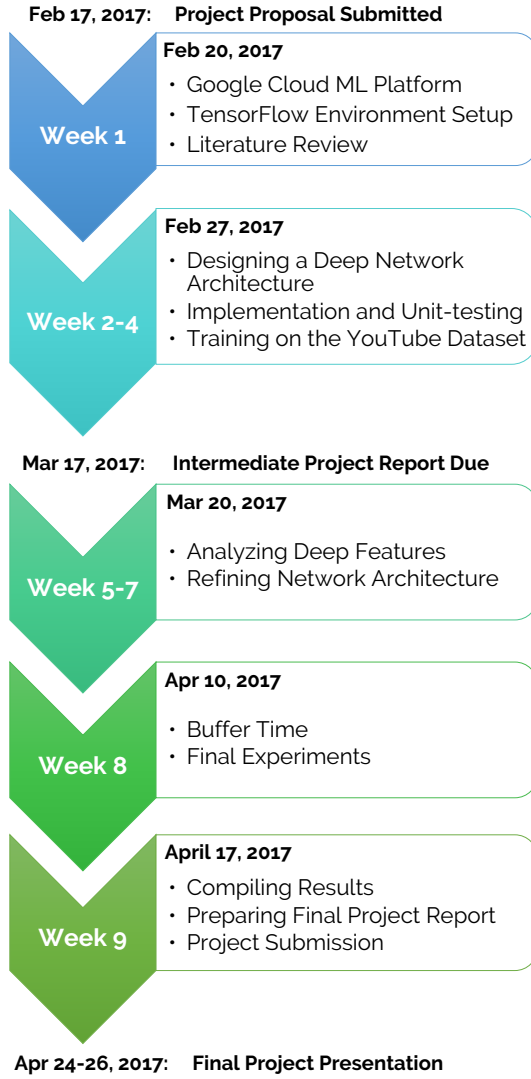 Feb 17, 2017: Project Proposal Submitted
Week 1
Feb 20, 2017
• Google Cloud ML Platform
• TensorFlow Environment Setup
• Literature Review
Week 2-4
Feb 27, 2017
• Designing a Deep Network
Architecture
• Implementation and Unit-testing
• Training on the YouTube Dataset
Mar 17, 2017: Intermediate Project Report Due
Week 5-7
Mar 20, 2017
• Analyzing Deep Features
• Refining Network Architecture
Week 8
Apr 10, 2017
• Buffer Time
• Final Experiments
Week 9
April 17, 2017
• Compiling Results
• Preparing Final Project Report
• Project Submission
Apr 24-26, 2017: Final Project Presentation